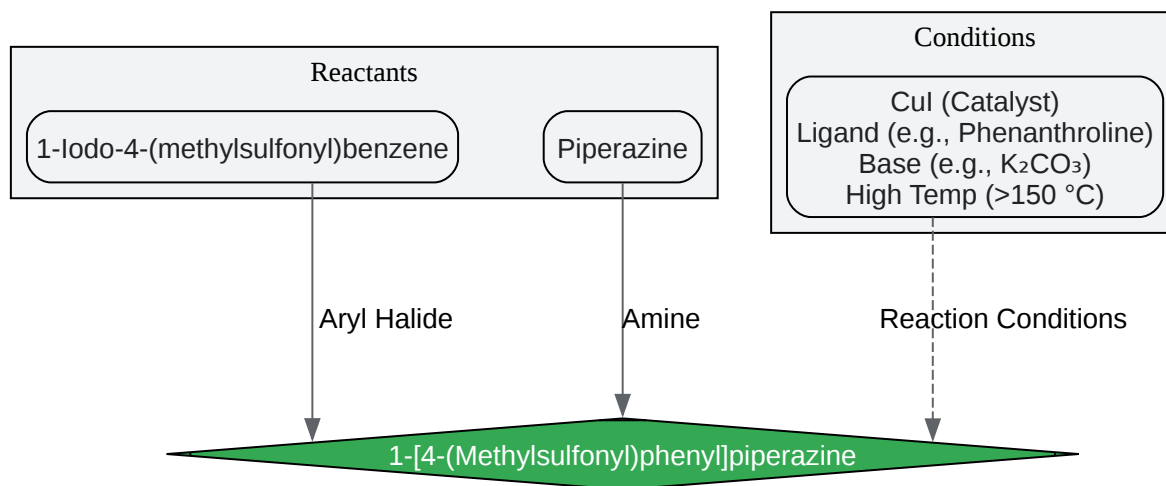 Conditions
Reactants
CuI (Catalyst)
Ligand (e.g., Phenanthroline)
Base (e.g., K₂CO₃)
High Temp (>150 °C)
1-Iodo-4-(methylsulfonyl)benzene
Piperazine
Aryl Halide
Amine
Reaction Conditions
1-[4-(Methylsulfonyl)phenyl]piperazine